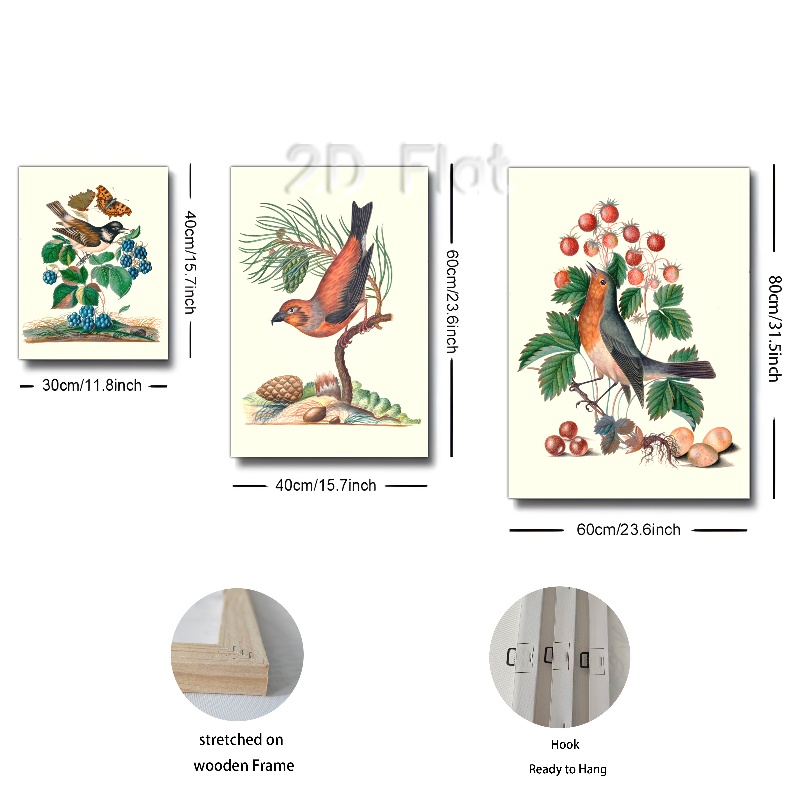 2D Flat
40cm/15.7inch
30cm/11.8inch
60cm/23.6inch
40cm/15.7inch
80cm/31.5inch
60cm/23.6inch
stretched on
wooden Frame
Hook
Ready to Hang